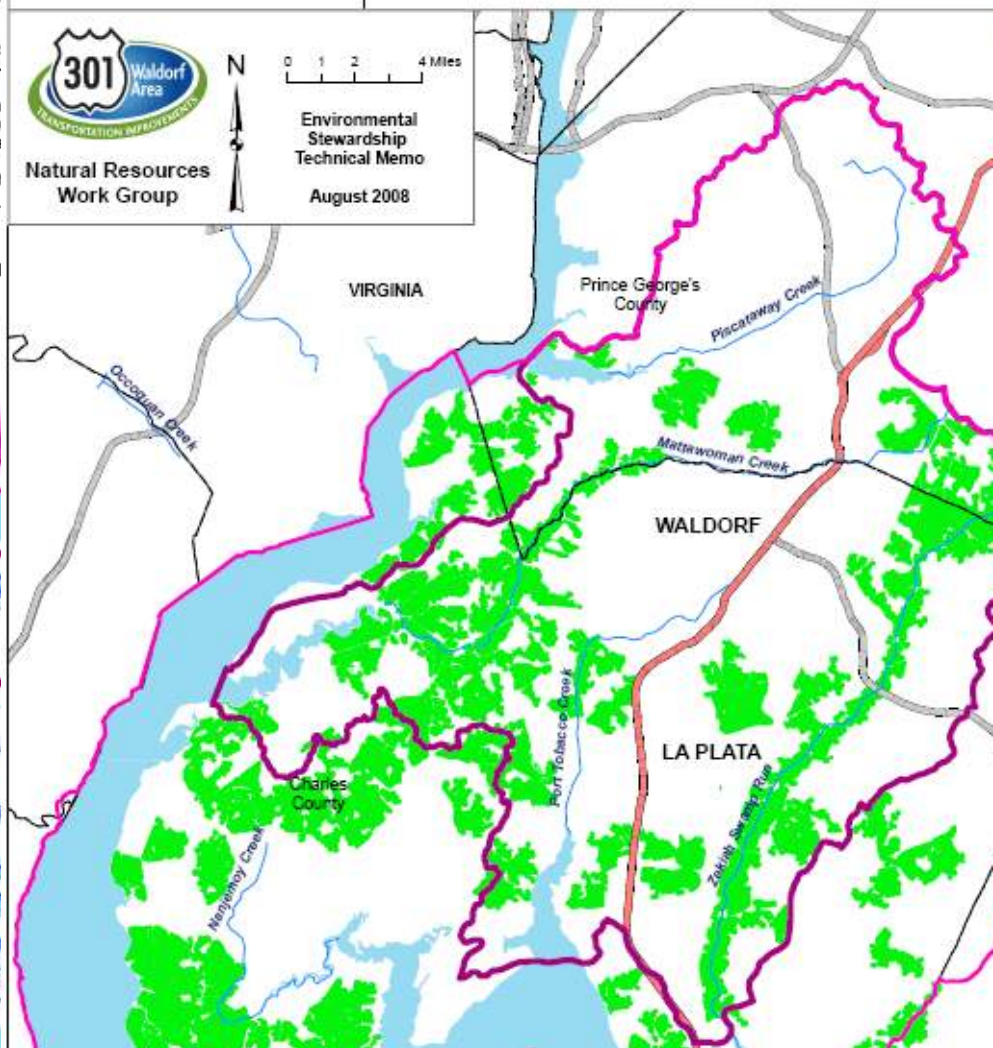 301
Waldorf
Area
TRANSPORTATION IMPROVEMENTS
Natural Resources
Work Group
N
0 1 2 4 Miles
Environmental
Stewardship
Technical Memo
August 2008
VIRGINIA
Prince George's
County
Piscataway Creek
Occoquan Creek
Mattawoman Creek
WALDORF
Port Tobacco Creek
LA PLATA
Charles
County
Zekiah Swamp Run
Nanjemoy Creek